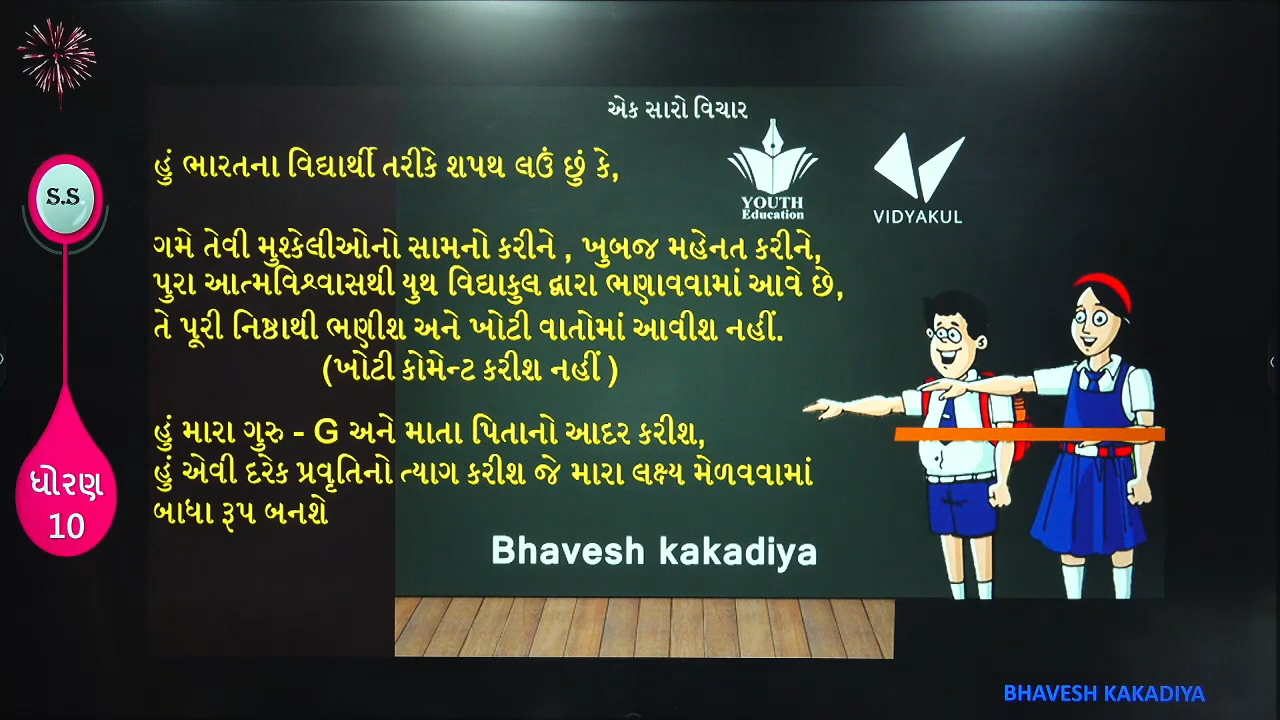 એક સારો વિચાર
હું ભારતના વિદ્યાર્થી તરીકે શપથ લઉં છું કે,
YOUTH
Education
VIDYAKUL
S.S
ગમે તેવી મુશ્કેલીઓનો સામનો કરીને , ખુબજ મહેનત કરીને,
પુરા આત્મવિશ્વાસથી યુથ વિદ્યાકુલ દ્વારા ભણાવવામાં આવે છે,
તે પૂરી નિષ્ઠાથી ભણીશ અને ખોટી વાતોમાં આવીશ નહીં.
(ખોટી કોમેન્ટ કરીશ નહીં )
હું મારા ગુરુ - G અને માતા પિતાનો આદર કરીશ,
હું એવી દરેક પ્રવૃતિનો ત્યાગ કરીશ જે મારા લક્ષ્ય મેળવવામાં
બાધા રૂપ બનશે
ધોરણ
10
Bhavesh kakadiya
BHAVESH KAKADIYA